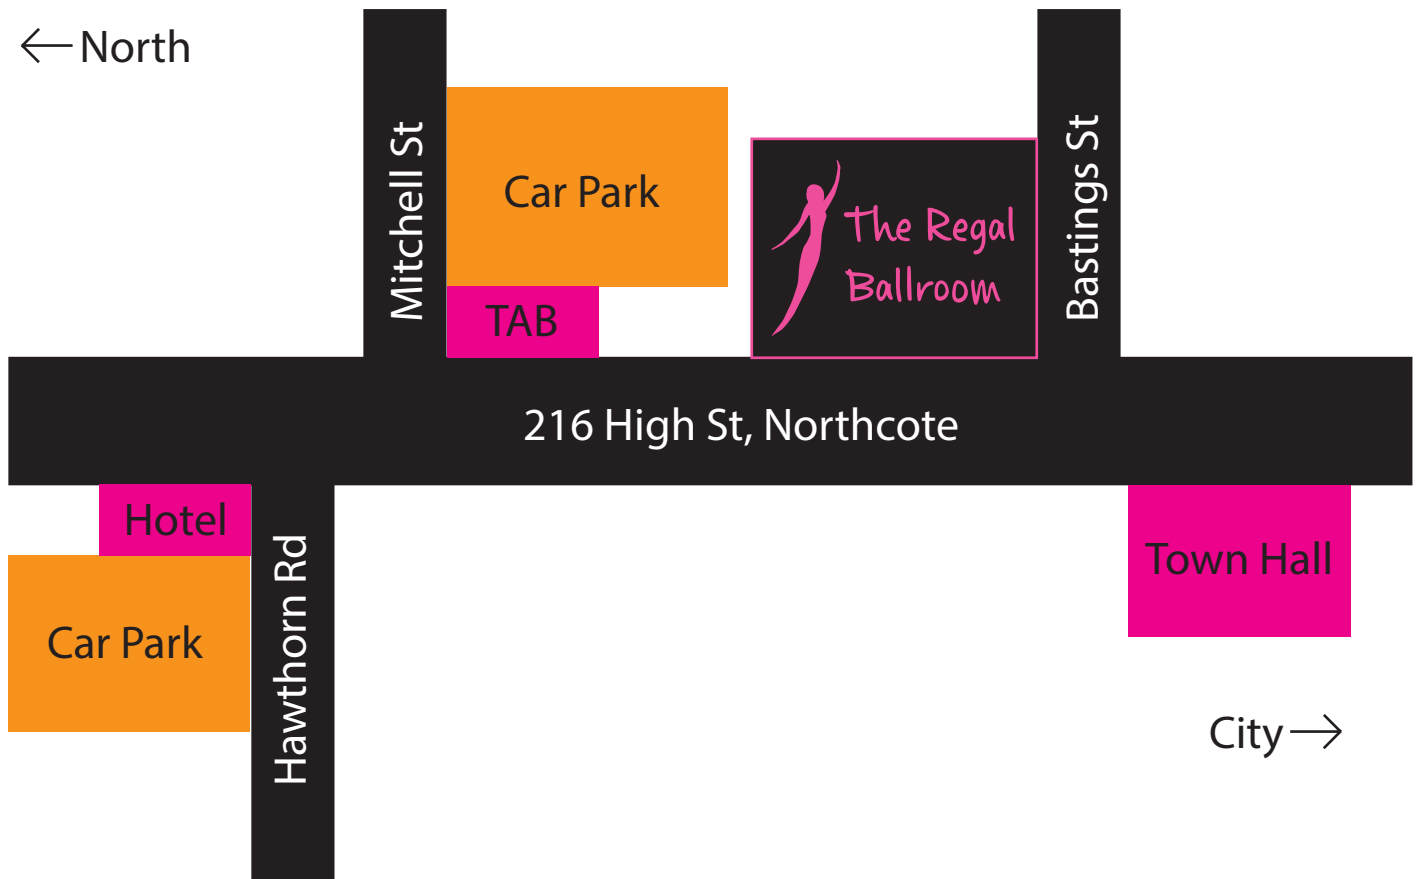 North
Mitchell St
Car Park
TAB
The Regal
Ballroom
Bastings St
216 High St, Northcote
Hotel
Car Park
Hawthorn Rd
Town Hall
City